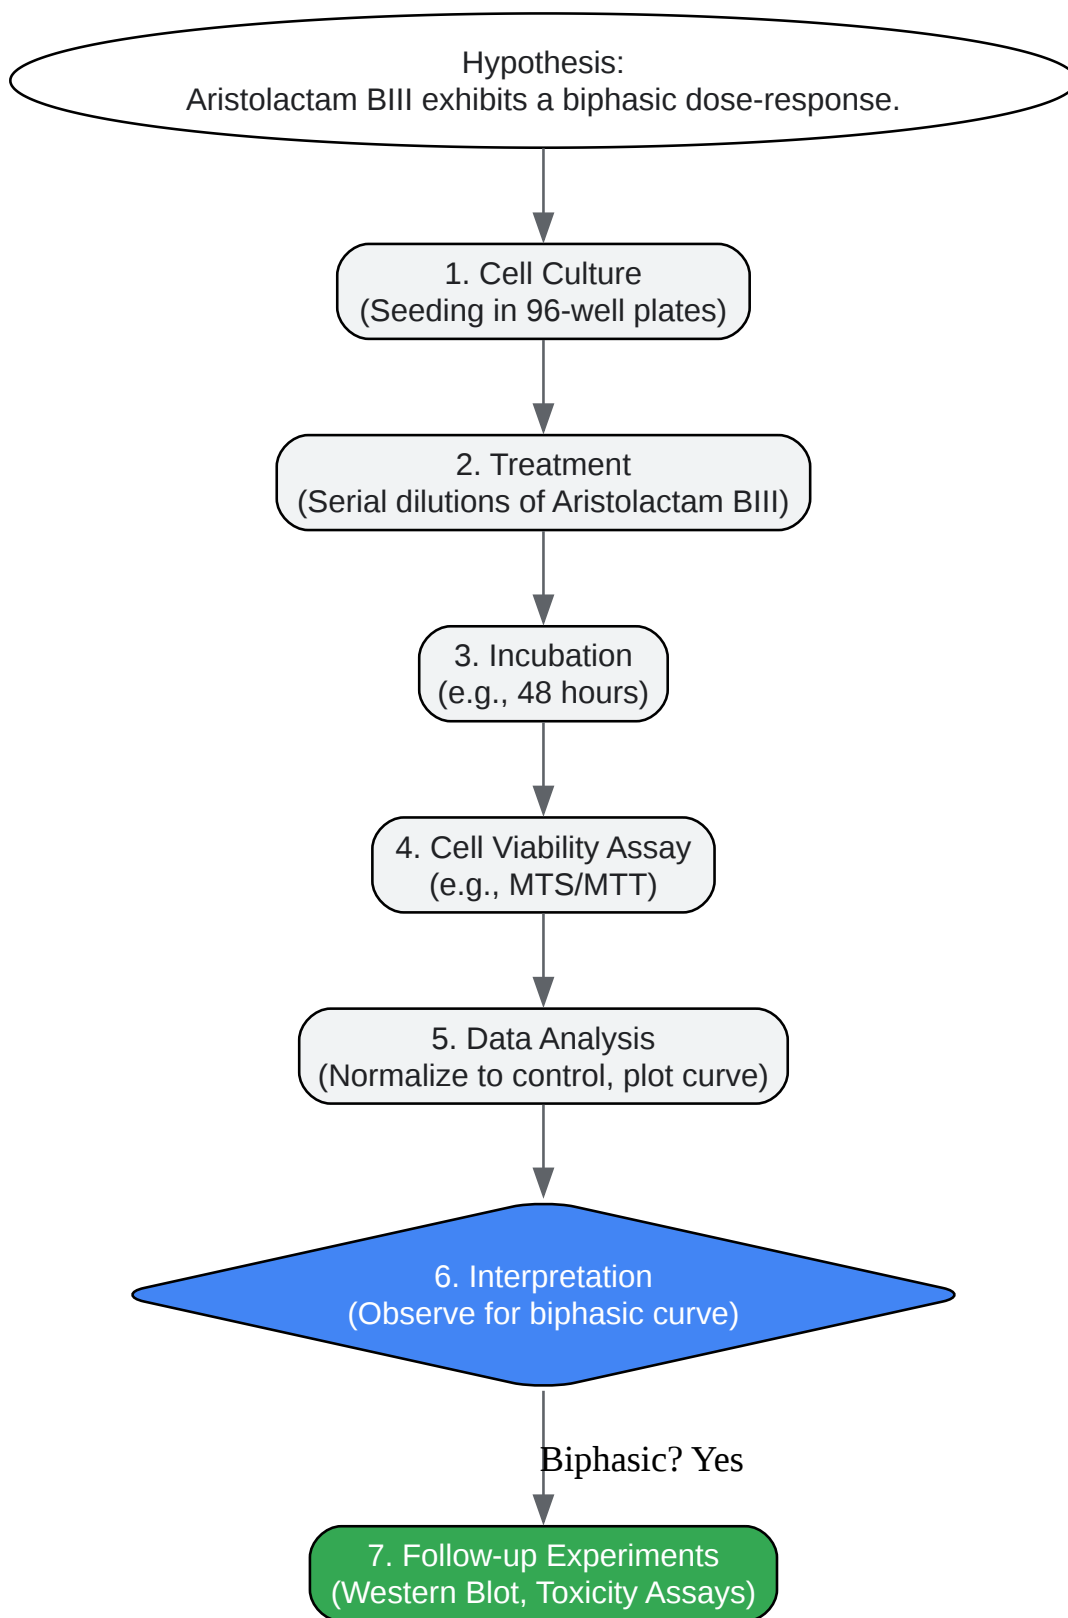 Hypothesis:
Aristolactam BIII exhibits a biphasic dose-response.
1. Cell Culture
(Seeding in 96-well plates)
2. Treatment
(Serial dilutions of Aristolactam BIII)
3. Incubation
(e.g., 48 hours)
4. Cell Viability Assay
(e.g., MTS/MTT)
5. Data Analysis
(Normalize to control, plot curve)
6. Interpretation
(Observe for biphasic curve)
Biphasic? Yes
7. Follow-up Experiments
(Western Blot, Toxicity Assays)